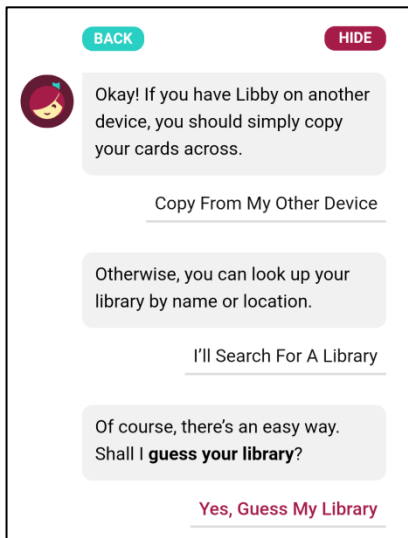 BACK
HIDE
Okay! If you have Libby on another
device, you should simply copy
your cards across.
Copy From My Other Device
Otherwise, you can look up your
library by name or location.
I’ll Search For A Library
Of course, there’s an easy way.
Shall I guess your library?
Yes, Guess My Library